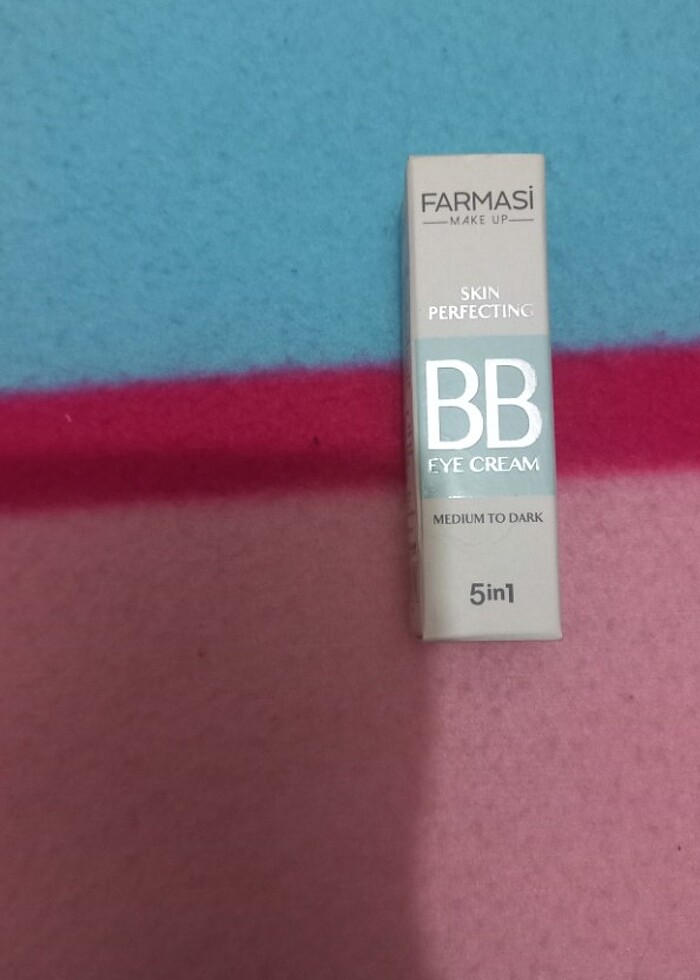 FARMASİ
MAKE UP
SKIN
PERFECTING
BB
EYE CREAM
MEDIUM TO DARK
5in1